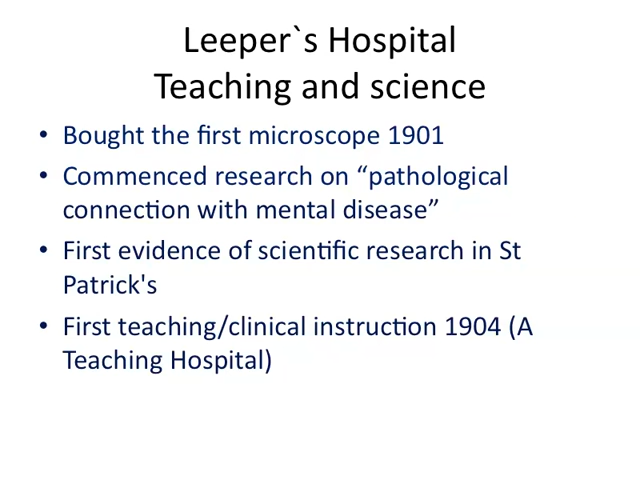 Leeper`s Hospital
Teaching and science
• Bought the first microscope 1901
• Commenced research on “pathological
connection with mental disease”
• First evidence of scientific research in St
Patrick's
• First teaching/clinical instruction 1904 (A
Teaching Hospital)